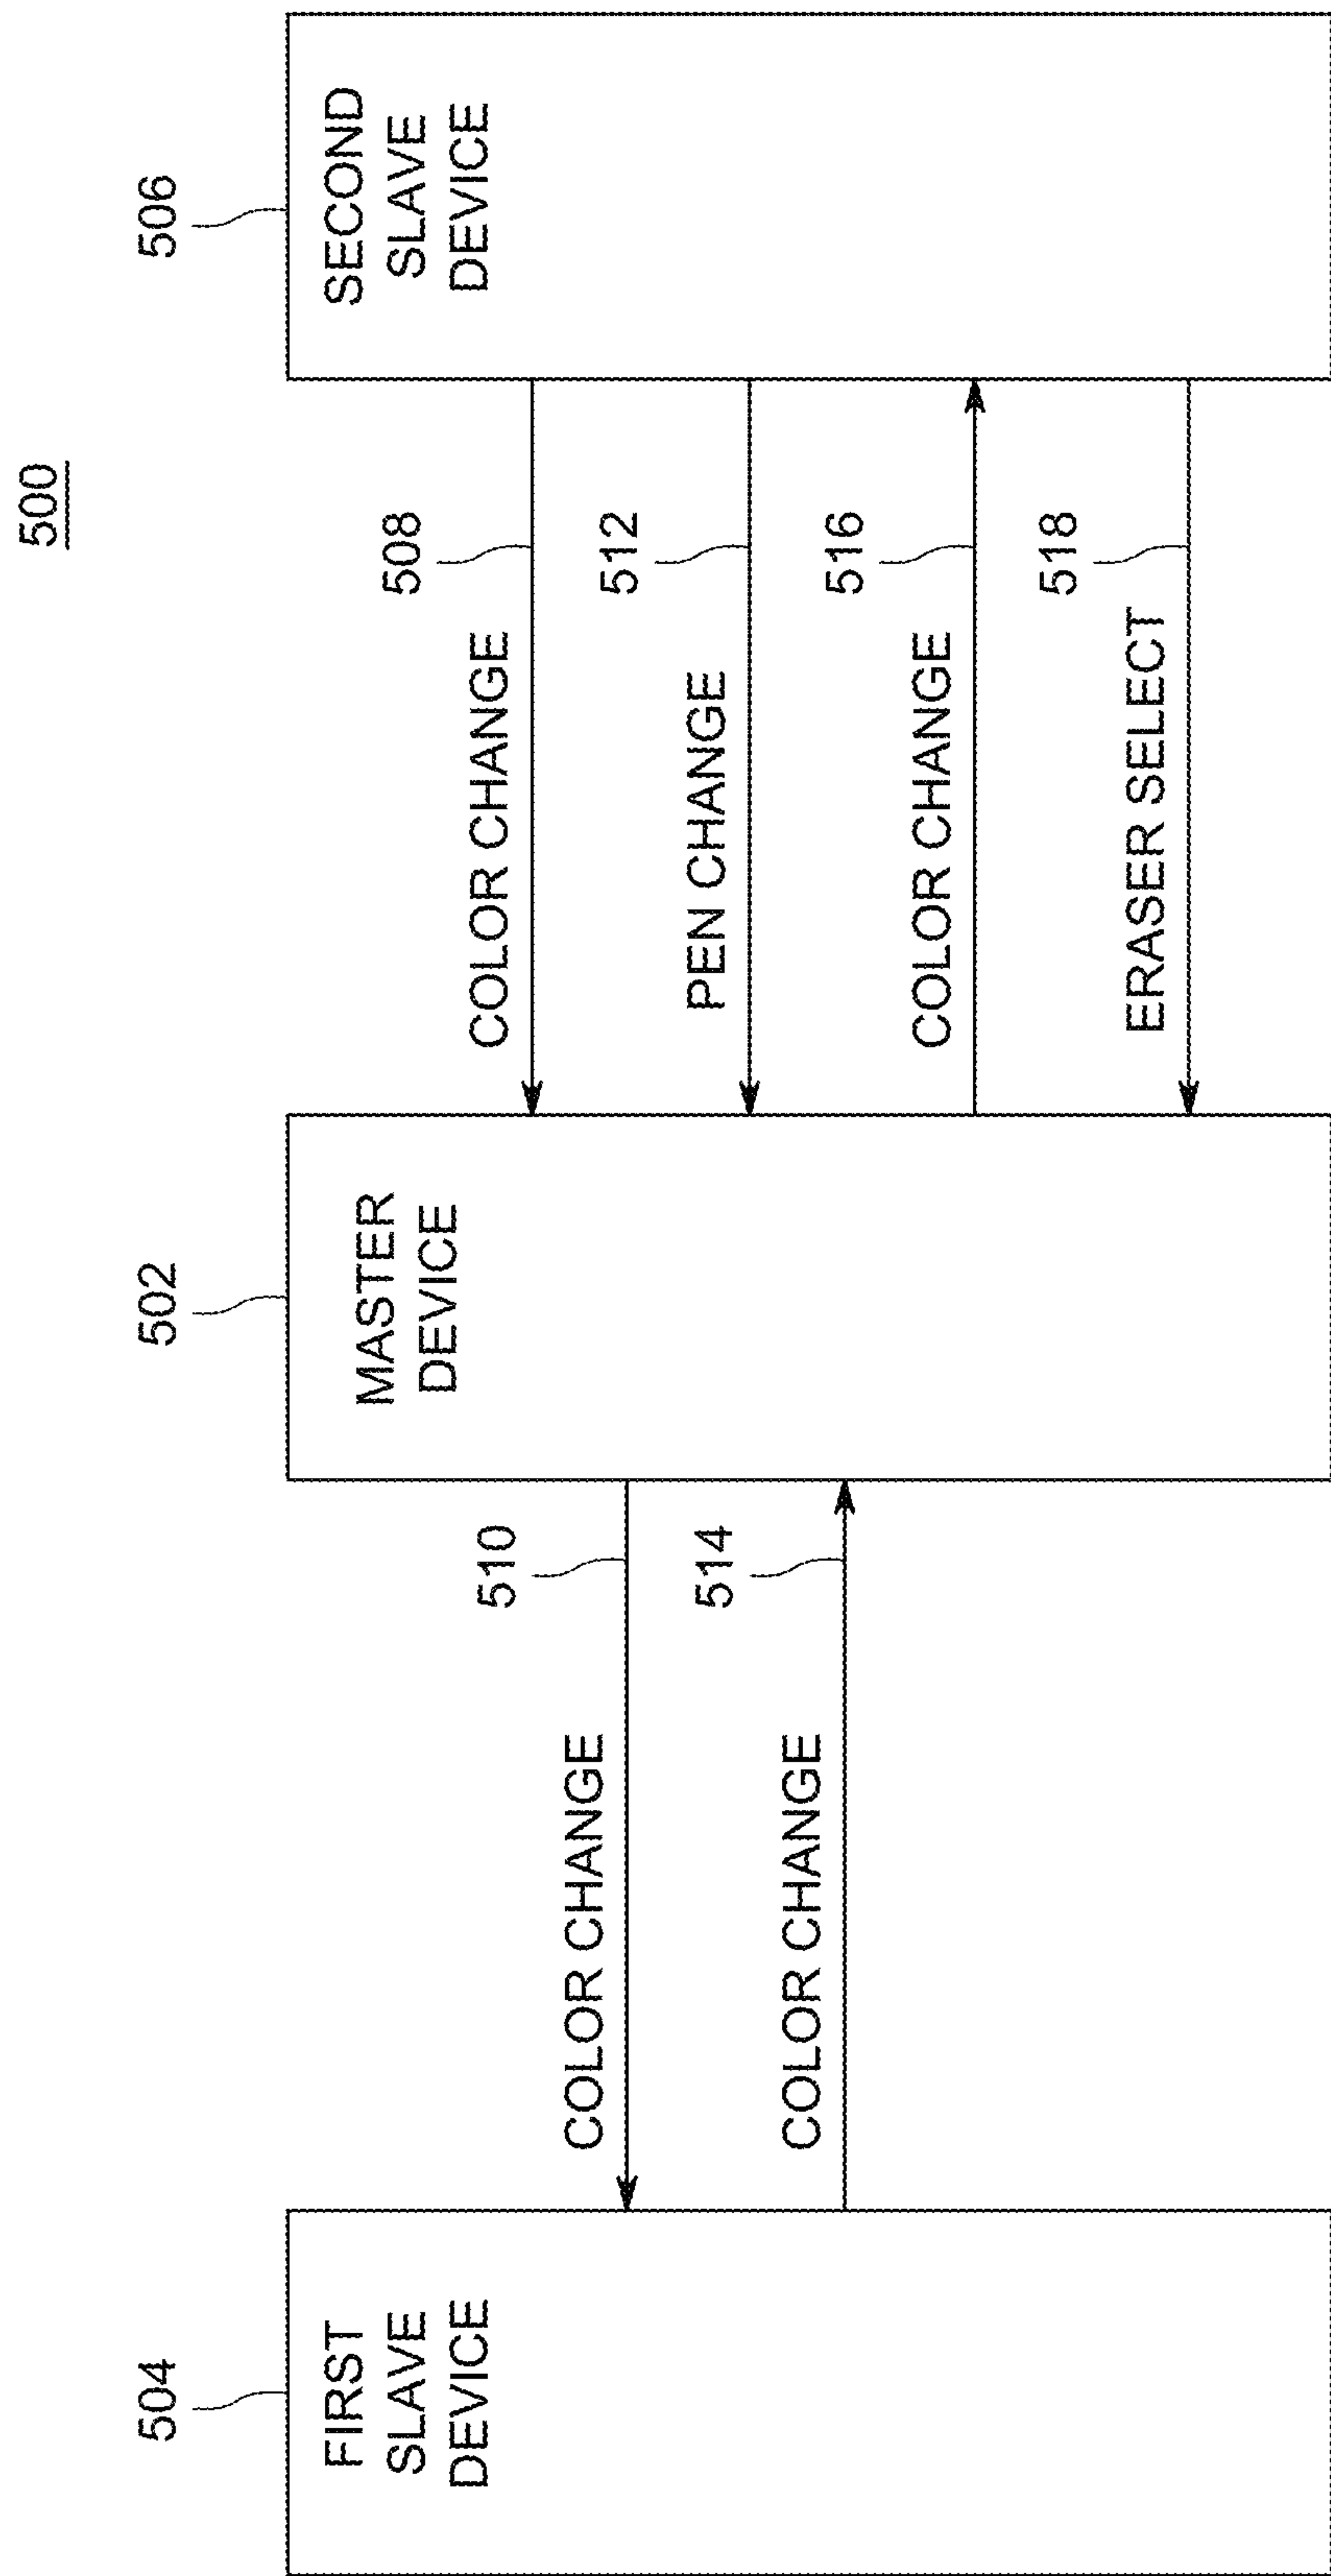 500
504
502
506
FIRST
SLAVE
DEVICE
MASTER
DEVICE
SECOND
SLAVE
DEVICE
508
COLOR CHANGE
510
COLOR CHANGE
512
PEN CHANGE
514
COLOR CHANGE
516
COLOR CHANGE
518
ERASER SELECT